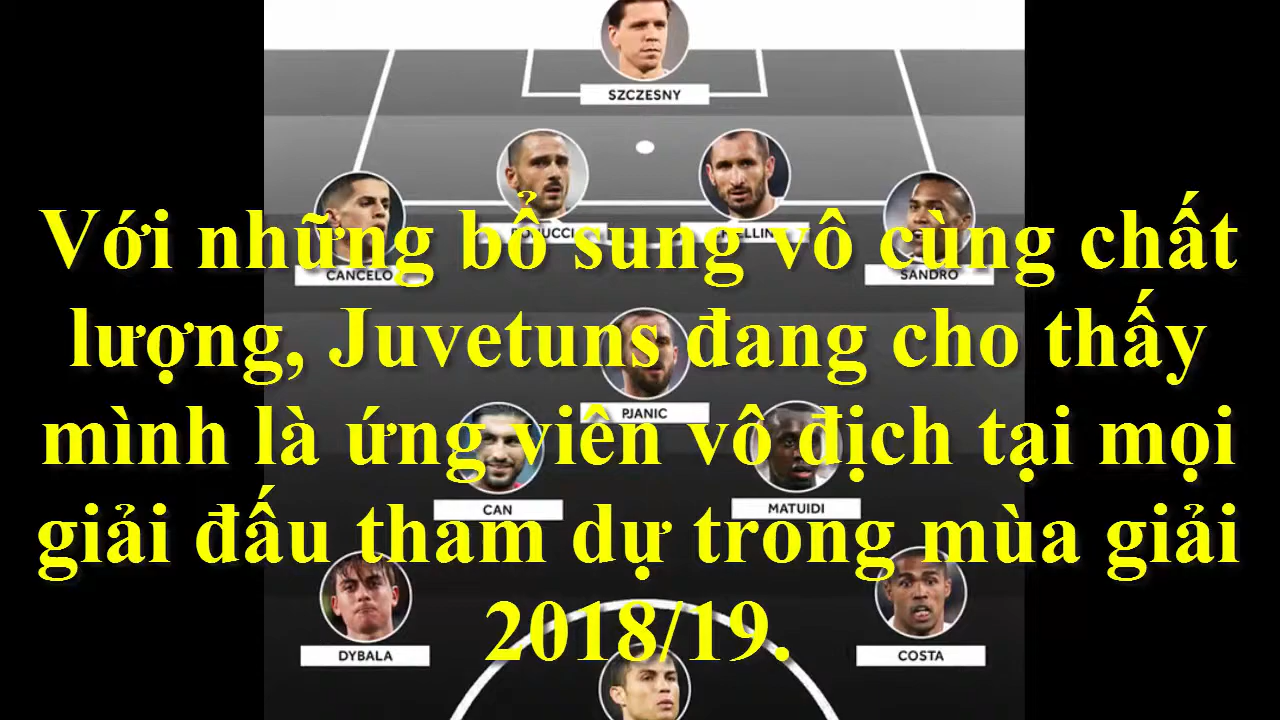 SZCZESNY
CANCELO
SANDRO
Với những bổ sung vô cùng chất
lượng, Juvetuns đang cho thấy
PJANIC
mình là ứng viên vô địch tại mọi
CAN
MATUIDI
giải đấu tham dự trong mùa giải
2018/19.
DYBALA
COSTA